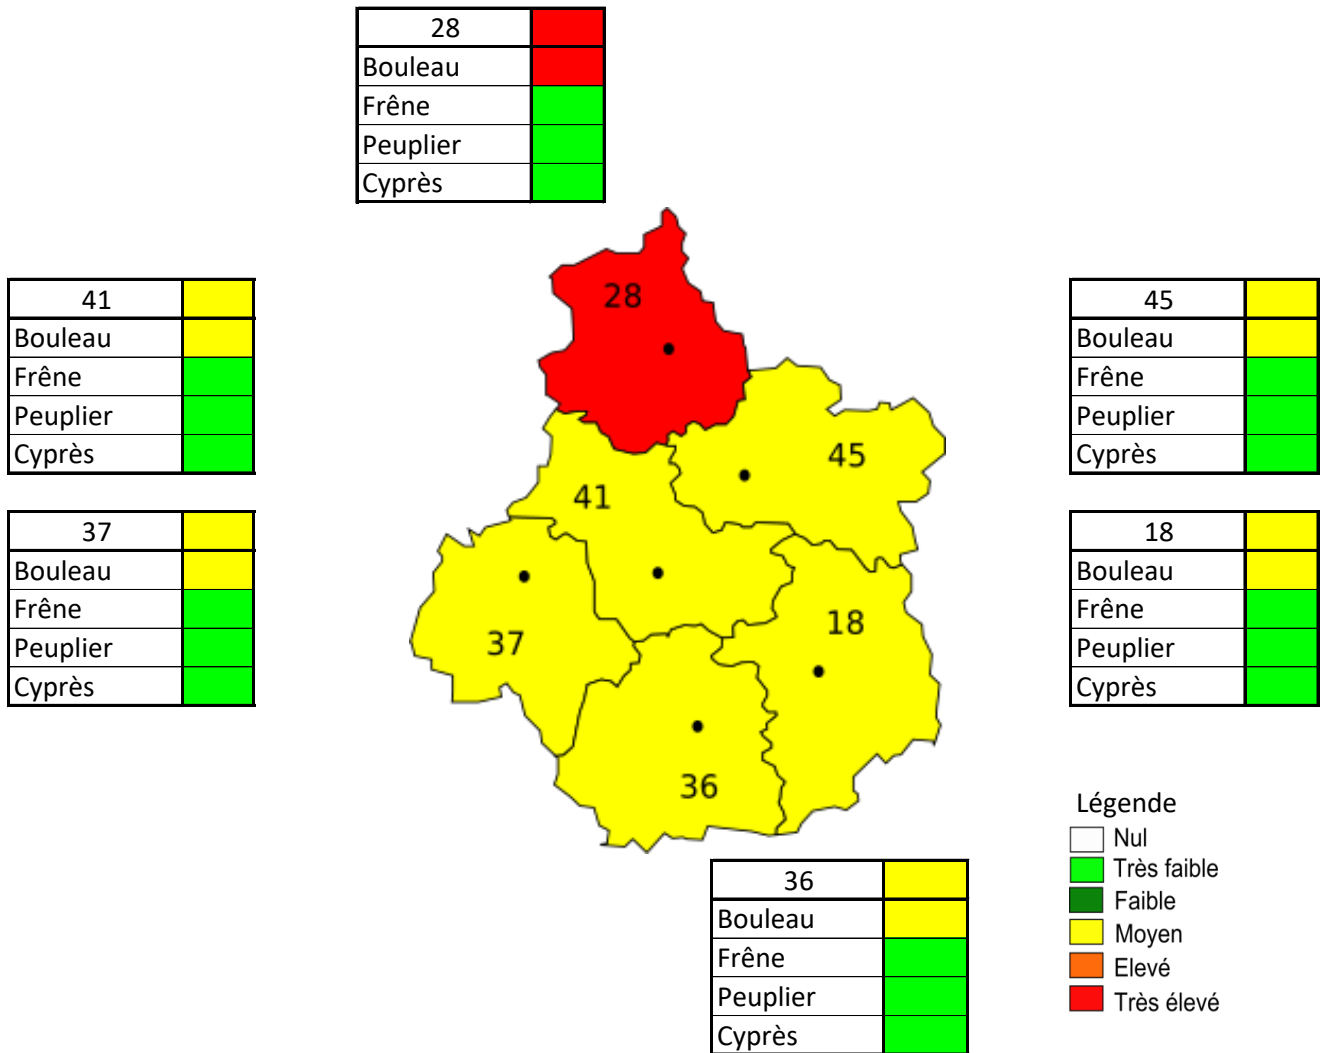 28
Bouleau
Frêne
Peuplier
Cyprès
41
Bouleau
Frêne
Peuplier
Cyprès
37
Bouleau
Frêne
Peuplier
Cyprès
28
45
41
18
37
36
45
Bouleau
Frêne
Peuplier
Cyprès
18
Bouleau
Frêne
Peuplier
Cyprès
36
Bouleau
Frêne
Peuplier
Cyprès
Légende
Nul
Très faible
Faible
Moyen
Elevé
Très élevé